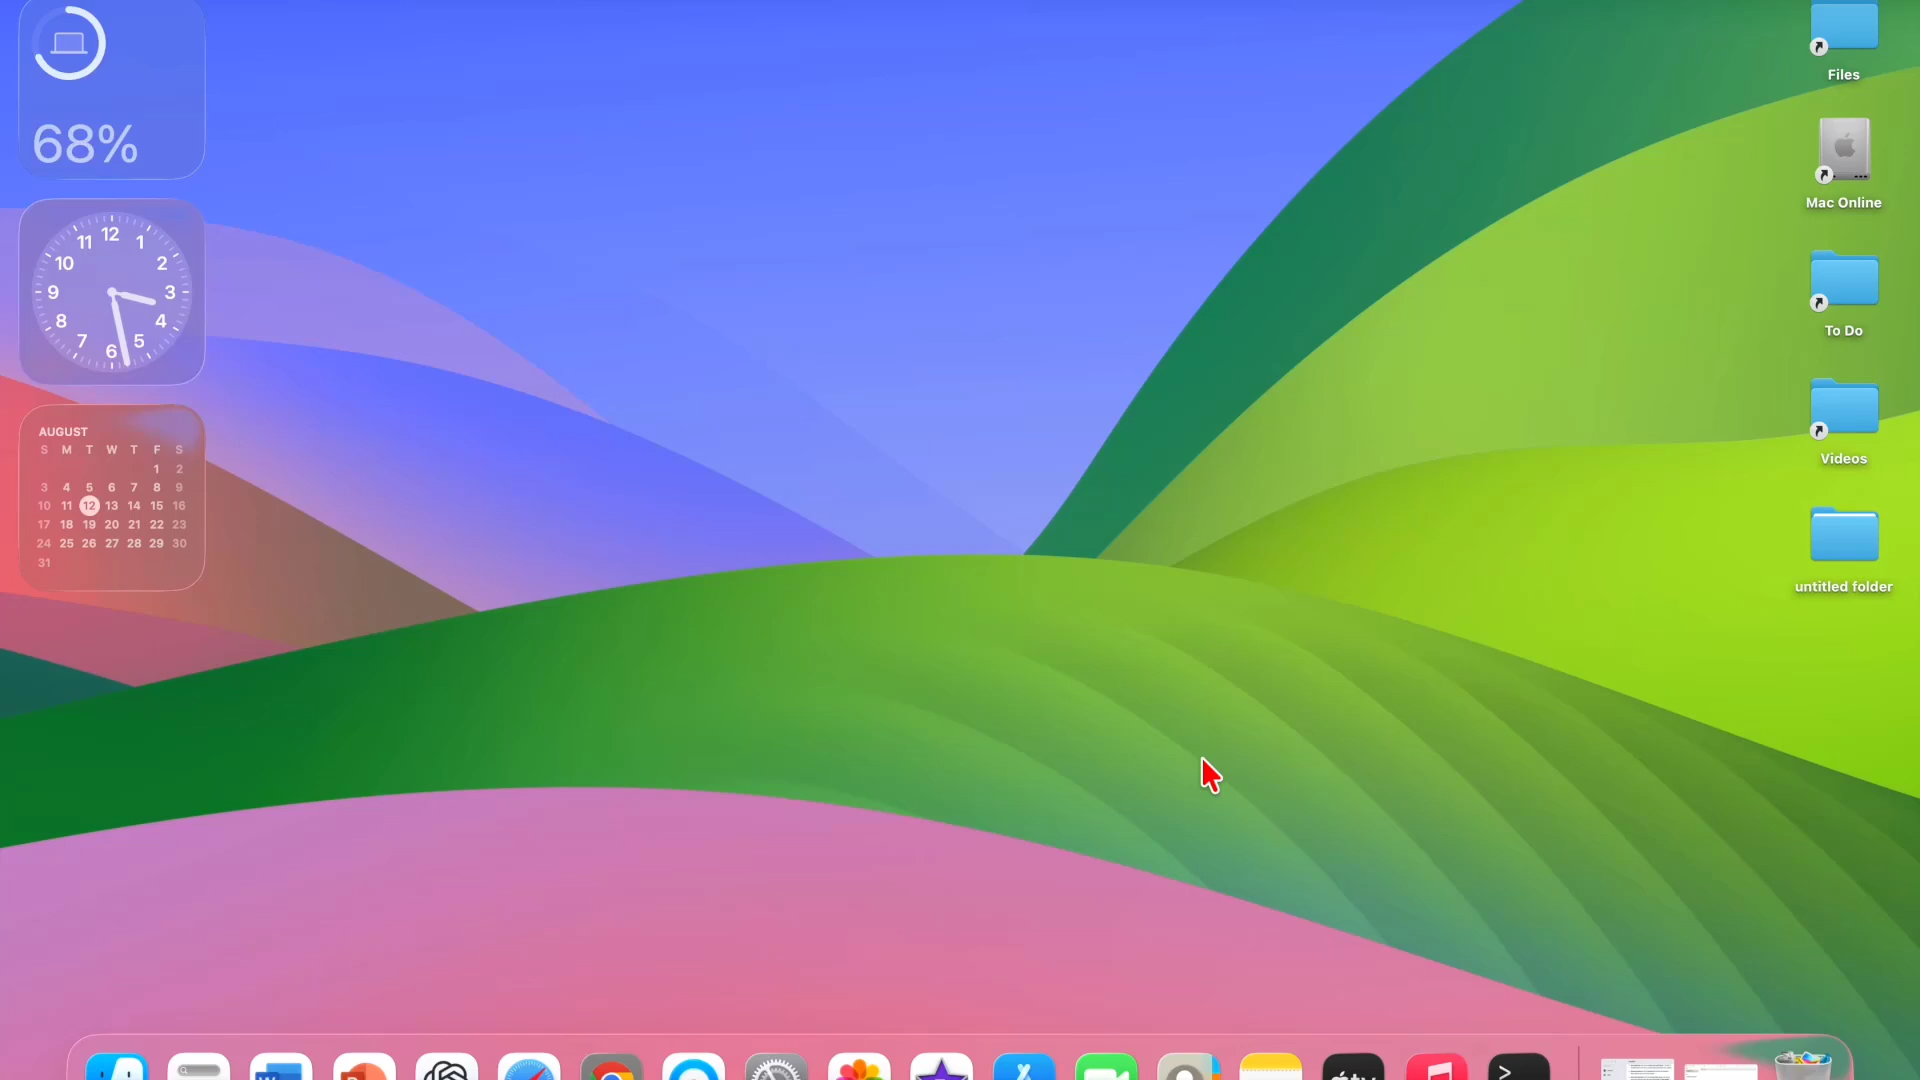 68%
12
11 1
10 2
9 3
8 4
7 5
6
AUGUST
S M T W T F S
1 2
3 4 5 6 7 8 9
10 11 12 13 14 15 16
17 18 19 20 21 22 23
24 25 26 27 28 29 30
31
Files
Mac Online
To Do
Videos
untitled folder